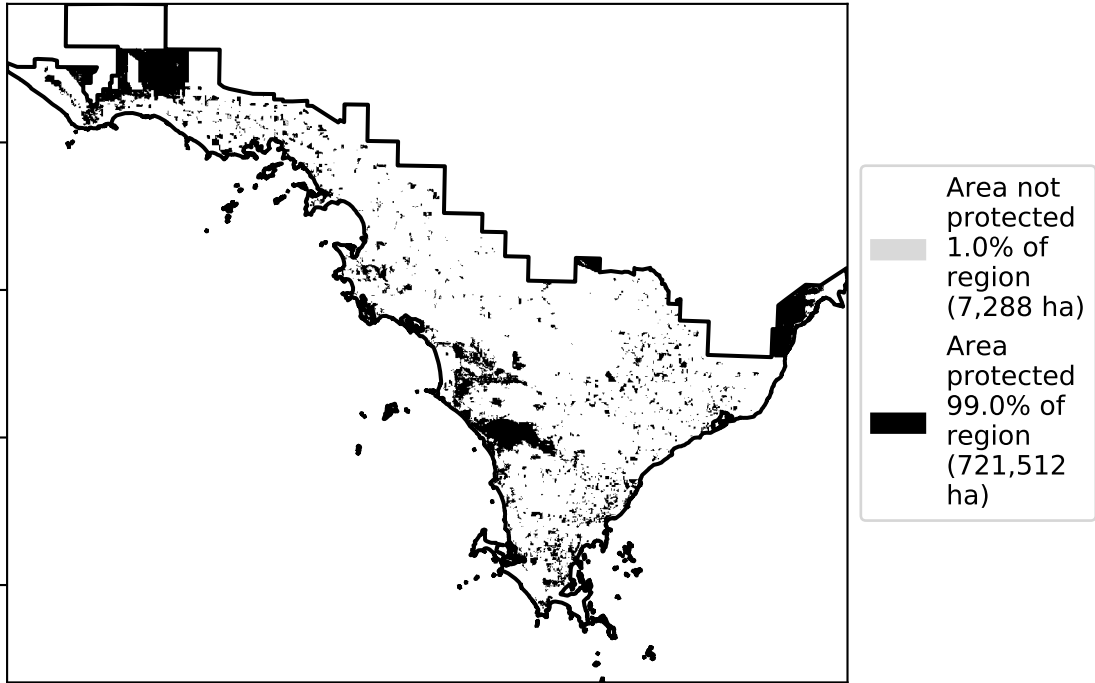 Area not
protected
1.0% of
region
(7,288 ha)
Area
protected
99.0% of
region
(721,512
ha)